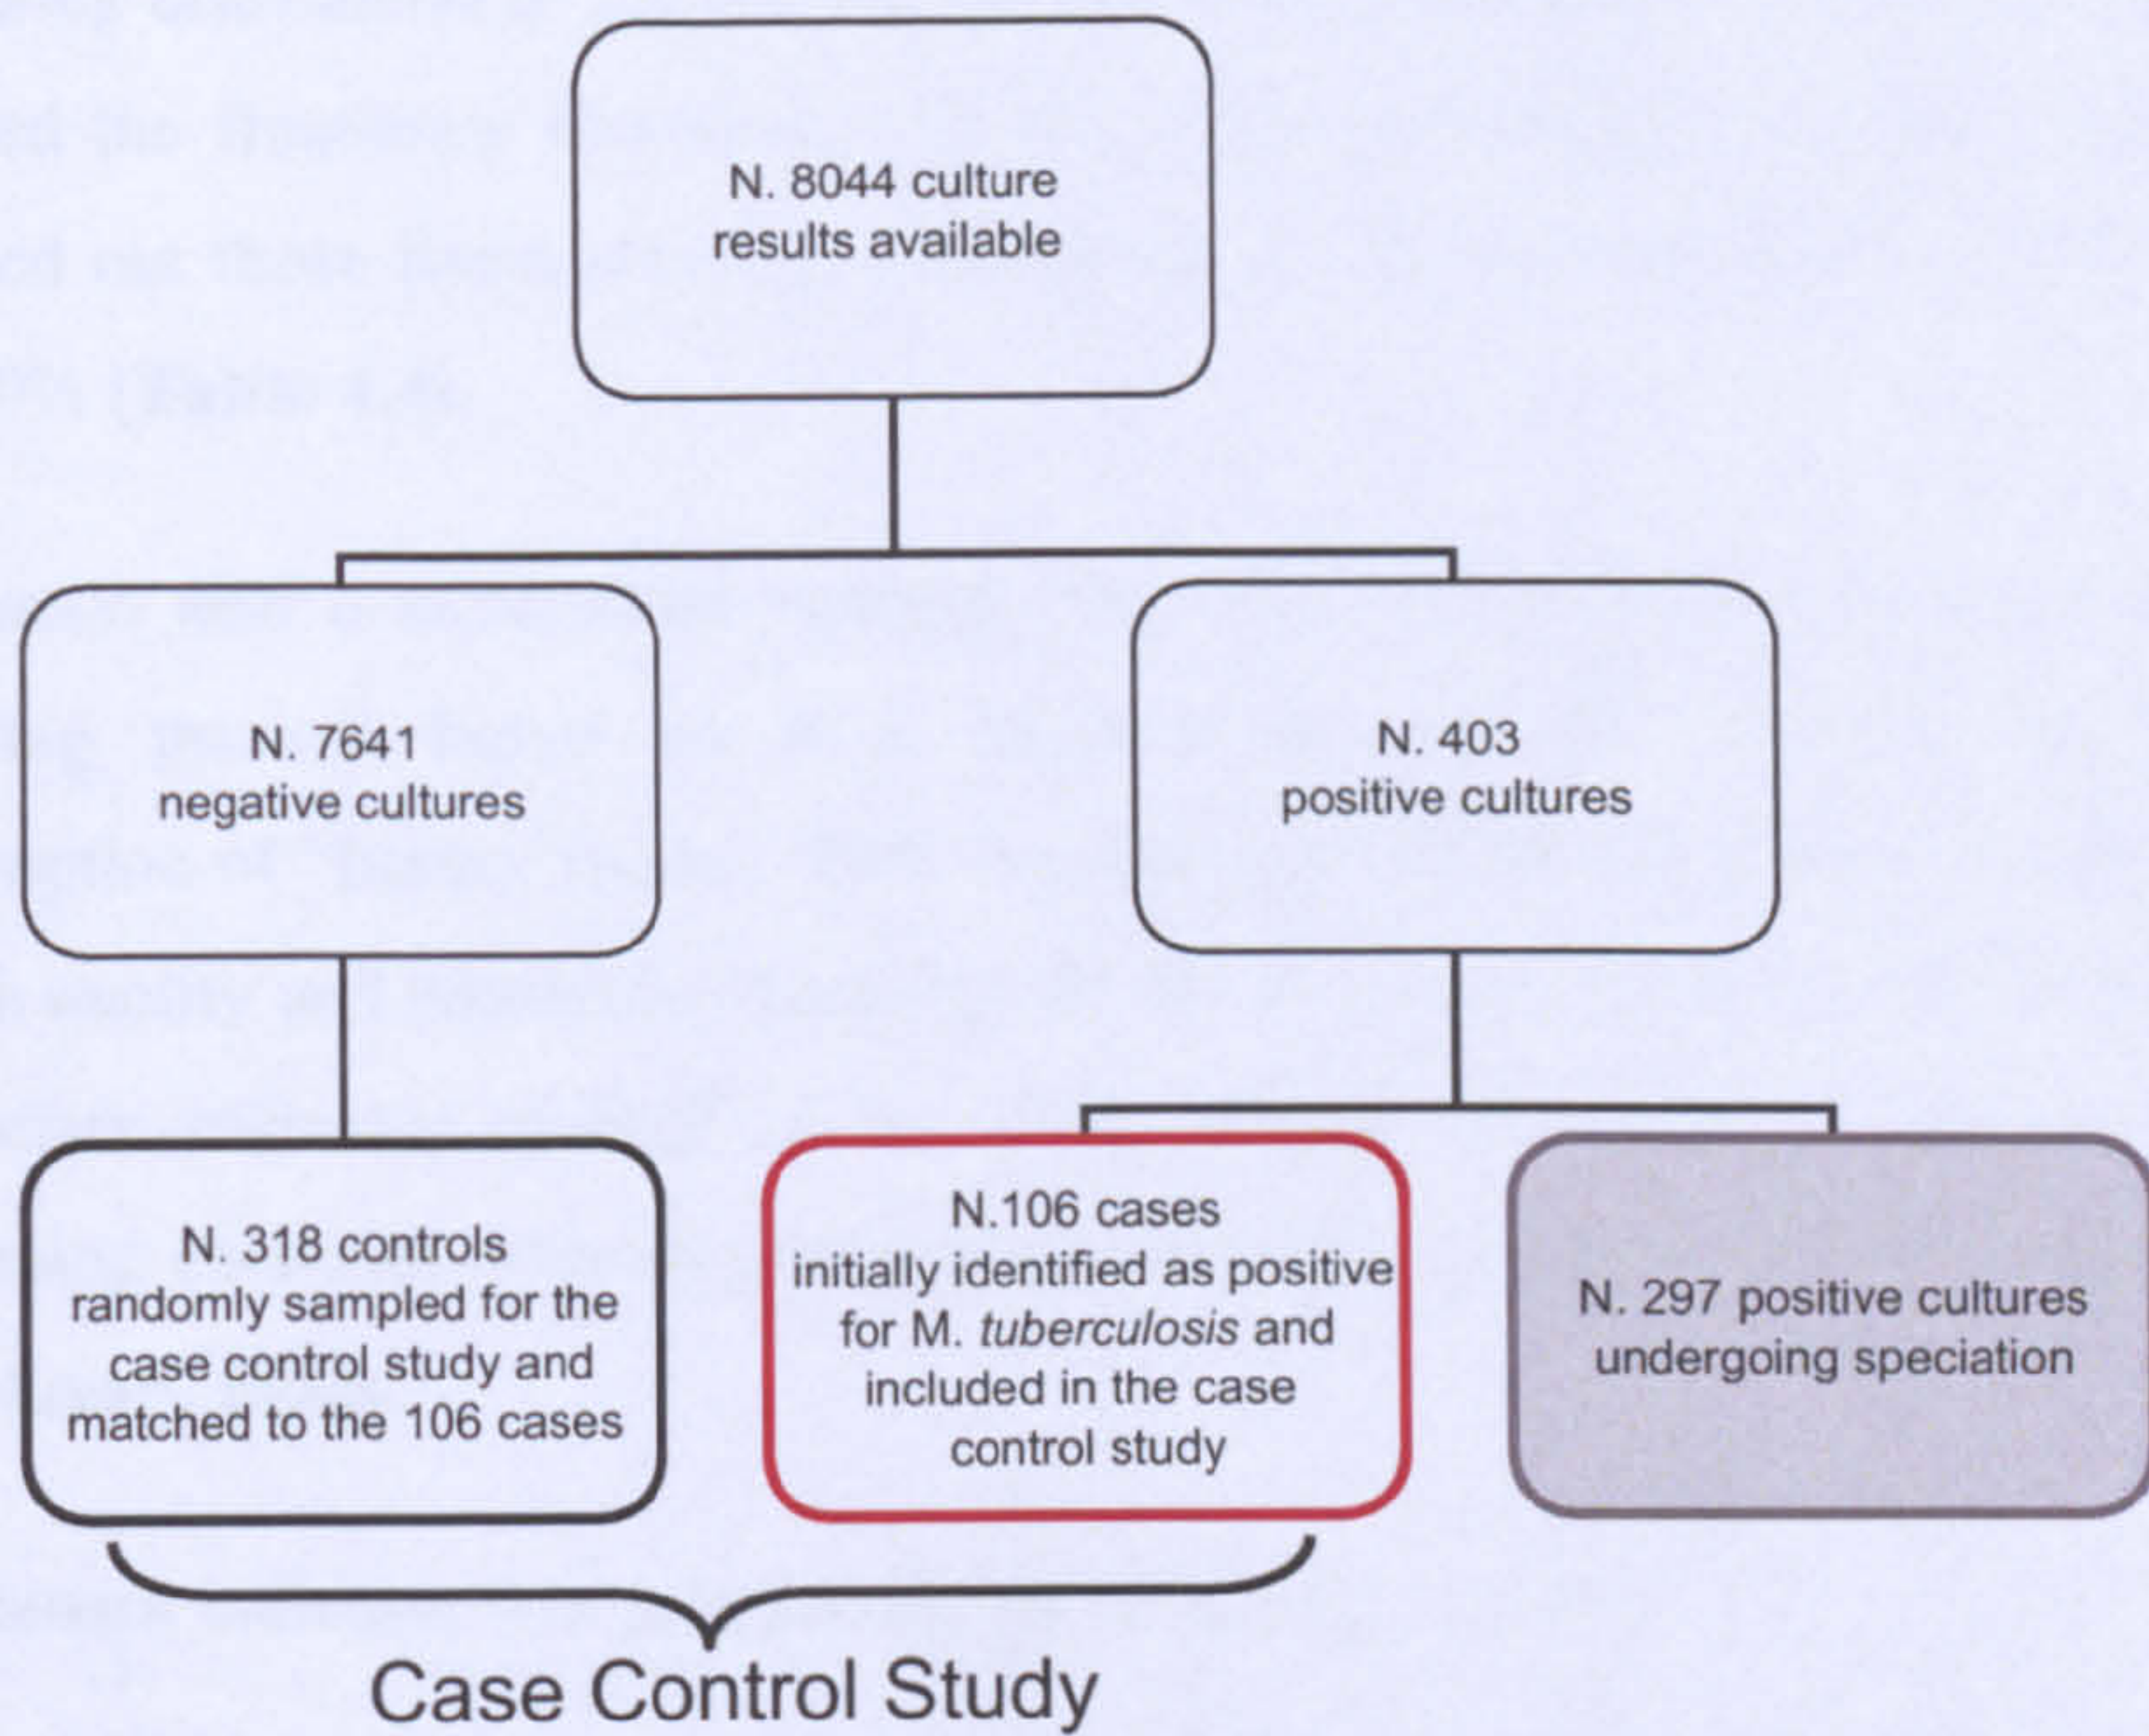 N. 8044 culture
results available
N. 7641
negative cultures
N. 403
positive cultures
N. 318 controls
randomly sampled for the
case control study and
matched to the 106 cases
N.106 cases
initially identified as positive
for M. tuberculosis and
included in the case
control study
N. 297 positive cultures
undergoing speciation
Case Control Study